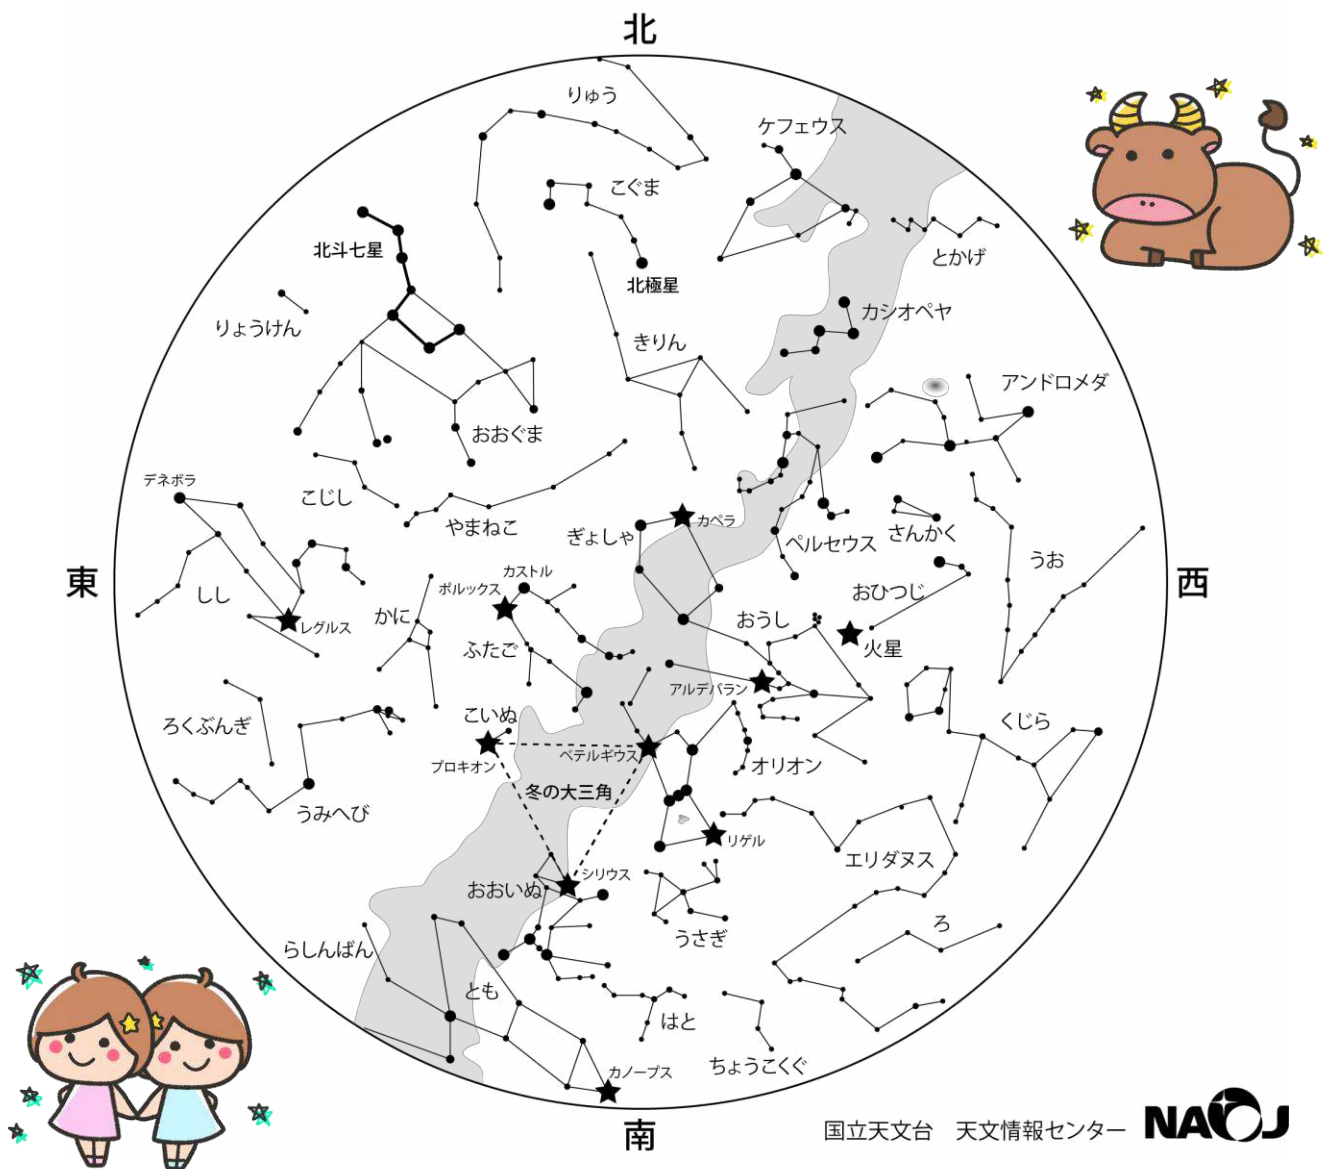 北
りゅう
ケフェウス
こぐま
北斗七星
とかげ
北極星
カシオペヤ
りょうけん
きりん
アンドロメダ
おおぐま
デネボラ
こじし
やまねこ
カペラ
ぎょしゃ
さんかく
ペルセウス
うお
カストル
ポルックス
東
西
しし
おひつじ
かに
おうし
レグルス
火星
ふたご
アルデバラン
こいぬ
ろくぶんぎ
くじら
ベテルギウス
プロキオン
オリオン
冬の大三角
うみへび
リゲル
エリダヌス
シリウス
おおいぬ
ろ
うさぎ
らしんばん
とも
はと
ちょうこくぐ
カノープス
南
国立天文台 天文情報センター
NAOJ